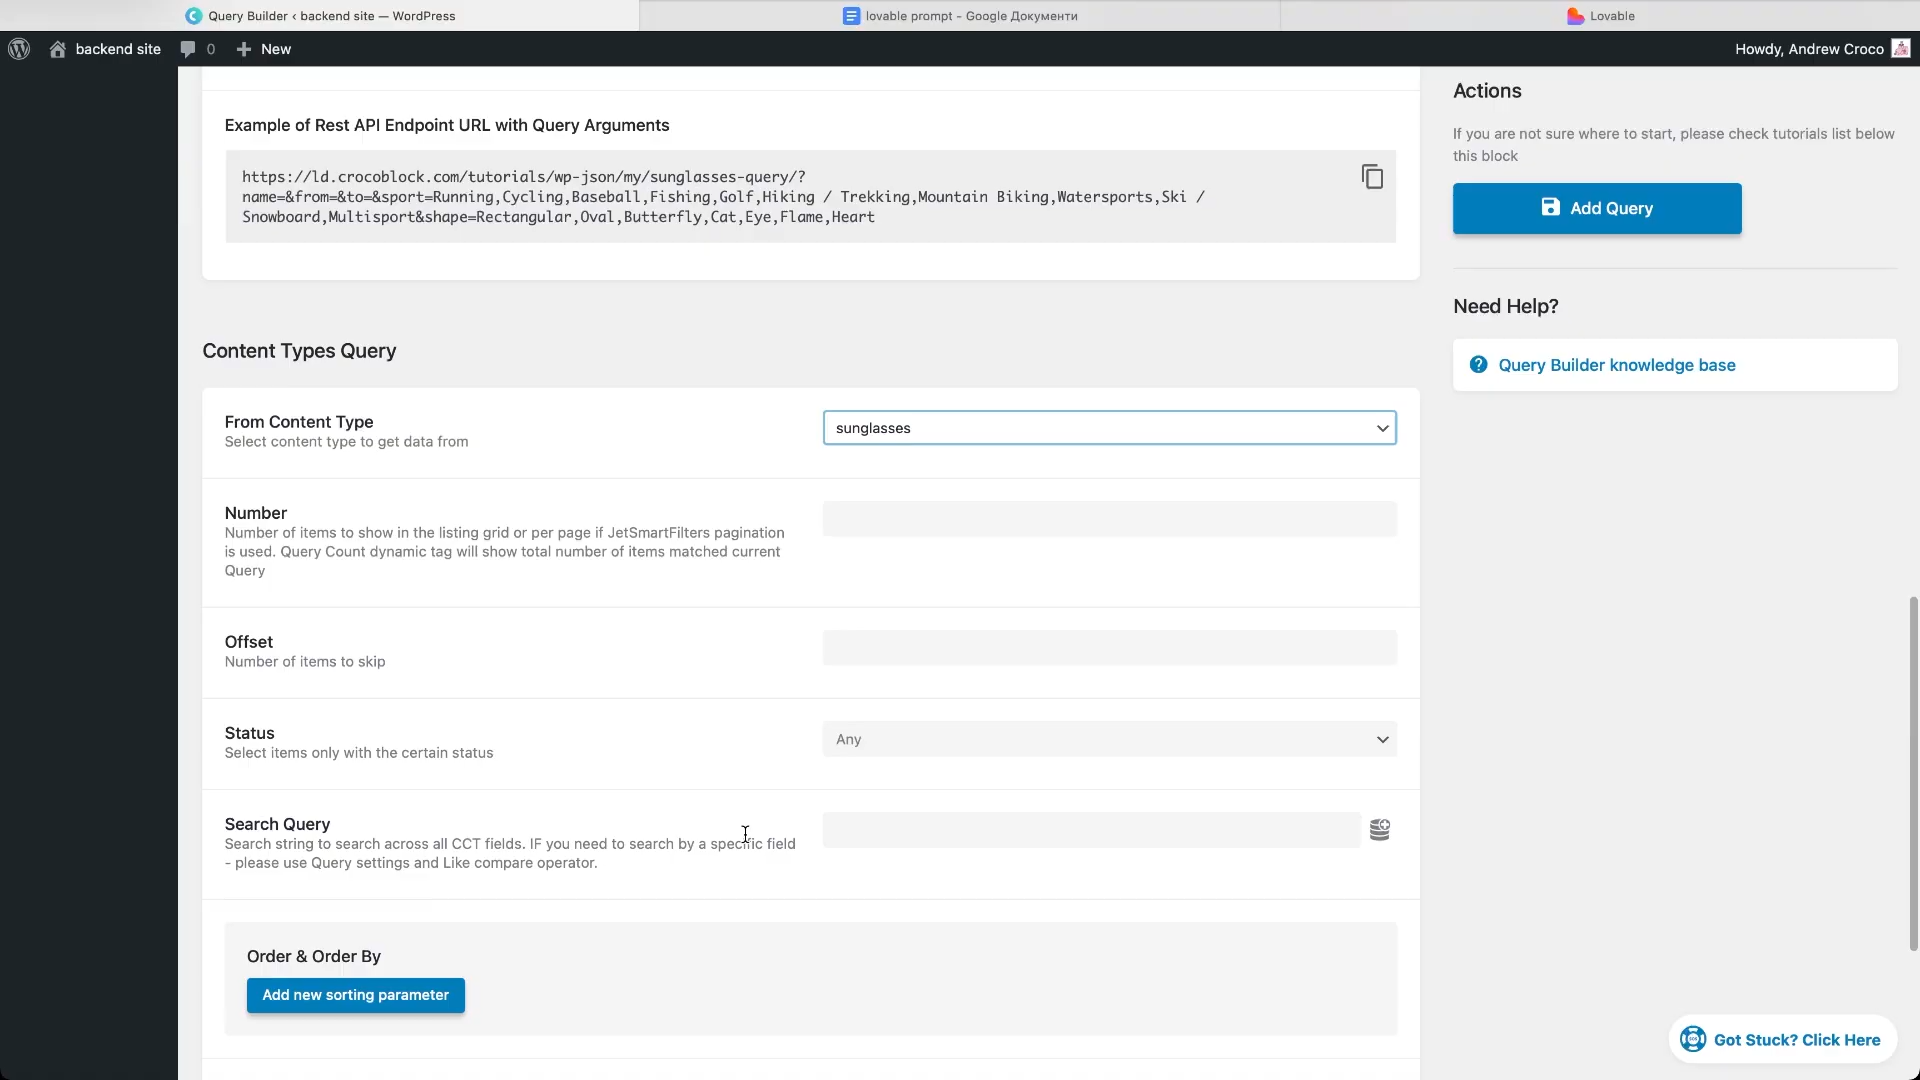 Query Builder ‹ backend site — WordPress
lovable prompt - Google Документи
Lovable
backend site
0
New
Howdy, Andrew Croco
Example of Rest API Endpoint URL with Query Arguments
https://ld.crocoblock.com/tutorials/wp-json/my/sunglasses-query/?
name=&from=&to=&sport=Running,Cycling,Baseball,Fishing,Golf,Hiking / Trekking,Mountain Biking,Watersports,Ski /
Snowboard,Multisport&shape=Rectangular,Oval,Butterfly,Cat,Eye,Flame,Heart
Actions
If you are not sure where to start, please check tutorials list below
this block
Add Query
Need Help?
Query Builder knowledge base
Content Types Query
From Content Type
Select content type to get data from
sunglasses
Number
Number of items to show in the listing grid or per page if JetSmartFilters pagination
is used. Query Count dynamic tag will show total number of items matched current
Query
Offset
Number of items to skip
Status
Select items only with the certain status
Any
Search Query
Search string to search across all CCT fields. IF you need to search by a specific field
- please use Query settings and Like compare operator.
Order & Order By
Add new sorting parameter
Got Stuck? Click Here